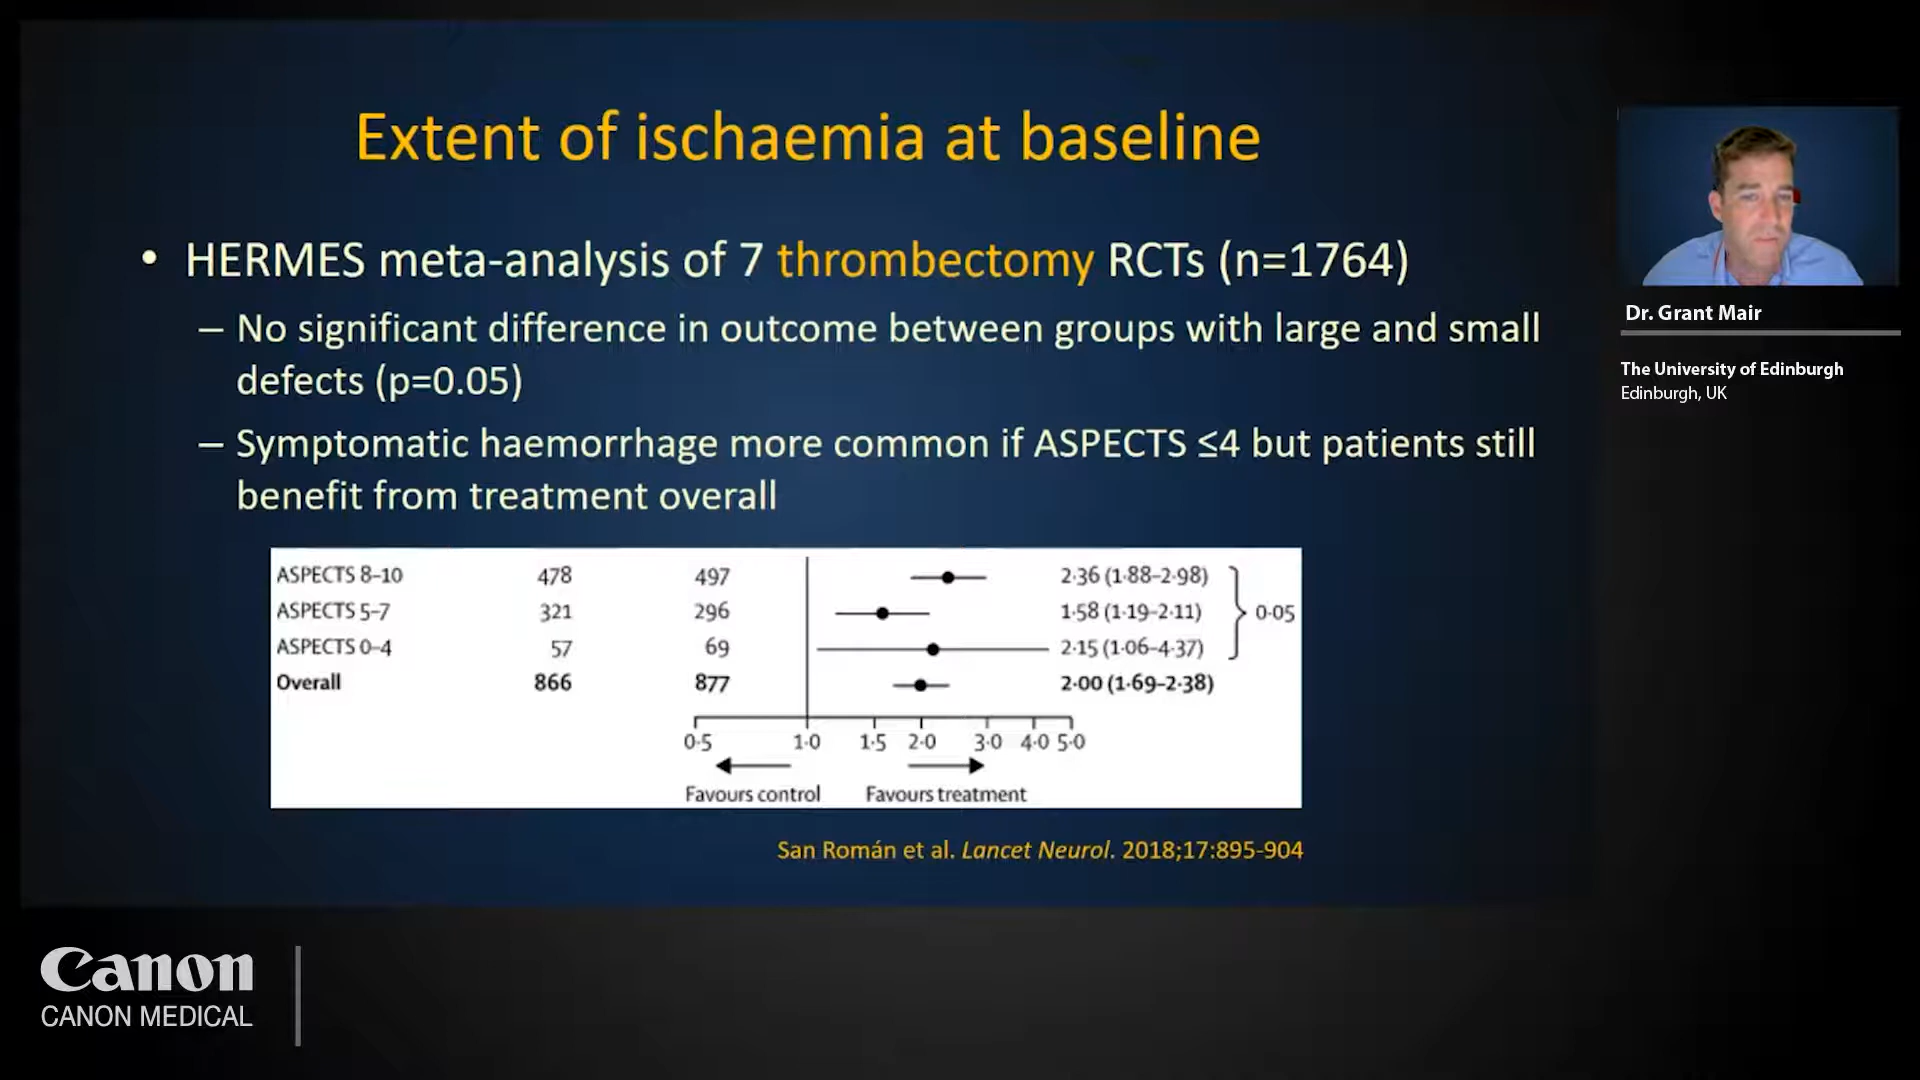 Extent of ischaemia at baseline
• HERMES meta-analysis of 7 thrombectomy RCTs (n=1764)
– No significant difference in outcome between groups with large and small
defects (p=0.05)
– Symptomatic haemorrhage more common if ASPECTS ≤4 but patients still
benefit from treatment overall
ASPECTS 8–10 478 497 2·36 (1·88–2·98)
ASPECTS 5–7 321 296 1·58 (1·19–2·11) 0·05
ASPECTS 0–4 57 69 2·15 (1·06–4·37)
Overall 866 877 2·00 (1·69–2·38)
0·5 1·0 1·5 2·0 3·0 4·0 5·0
Favours control Favours treatment
San Román et al. Lancet Neurol. 2018;17:895-904
Dr. Grant Mair
The University of Edinburgh
Edinburgh, UK
Canon
CANON MEDICAL